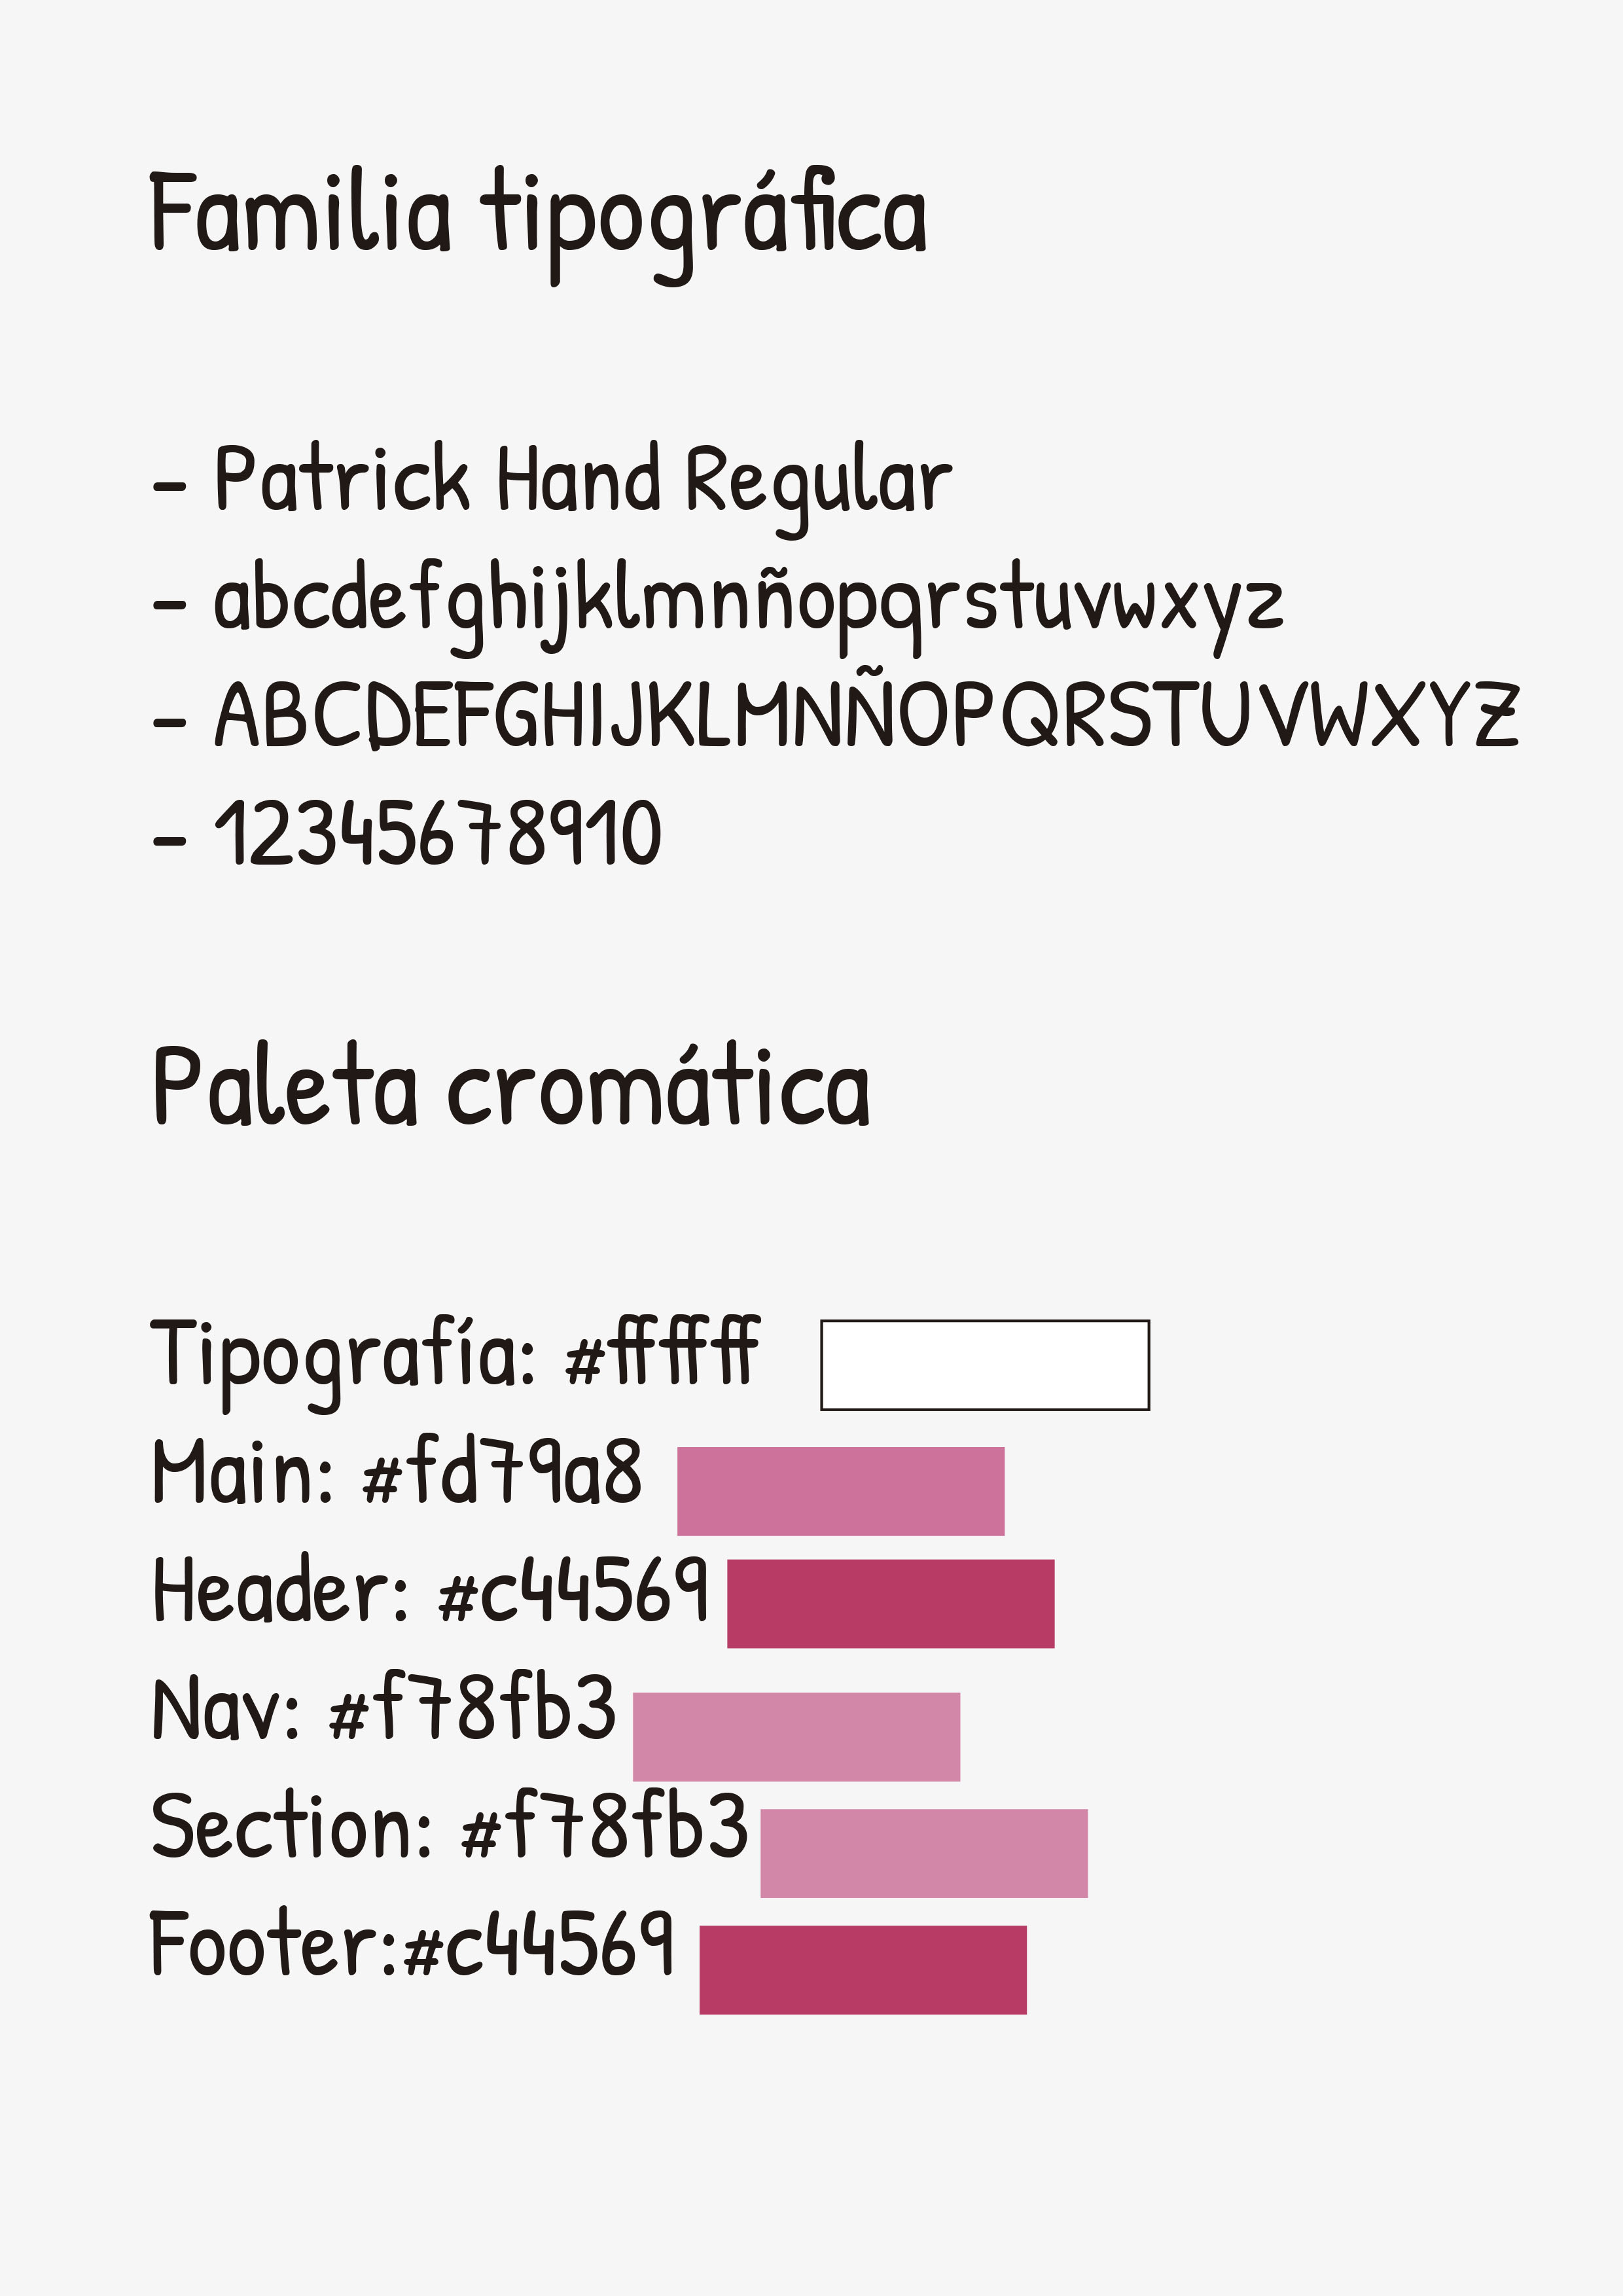 Familia tipográfica
- Patrick Hand Regular
- abcdefghijklmnñopqrstuvwxyz
- ABCDEFGHIJKLMNÑOPQRSTUVWXYZ
- 12345678910
Paleta cromática
Tipografía: #ffffff
Main: #fd79a8
Header: #c44569
Nav: #f78fb3
Section: #f78fb3
Footer:#c44569